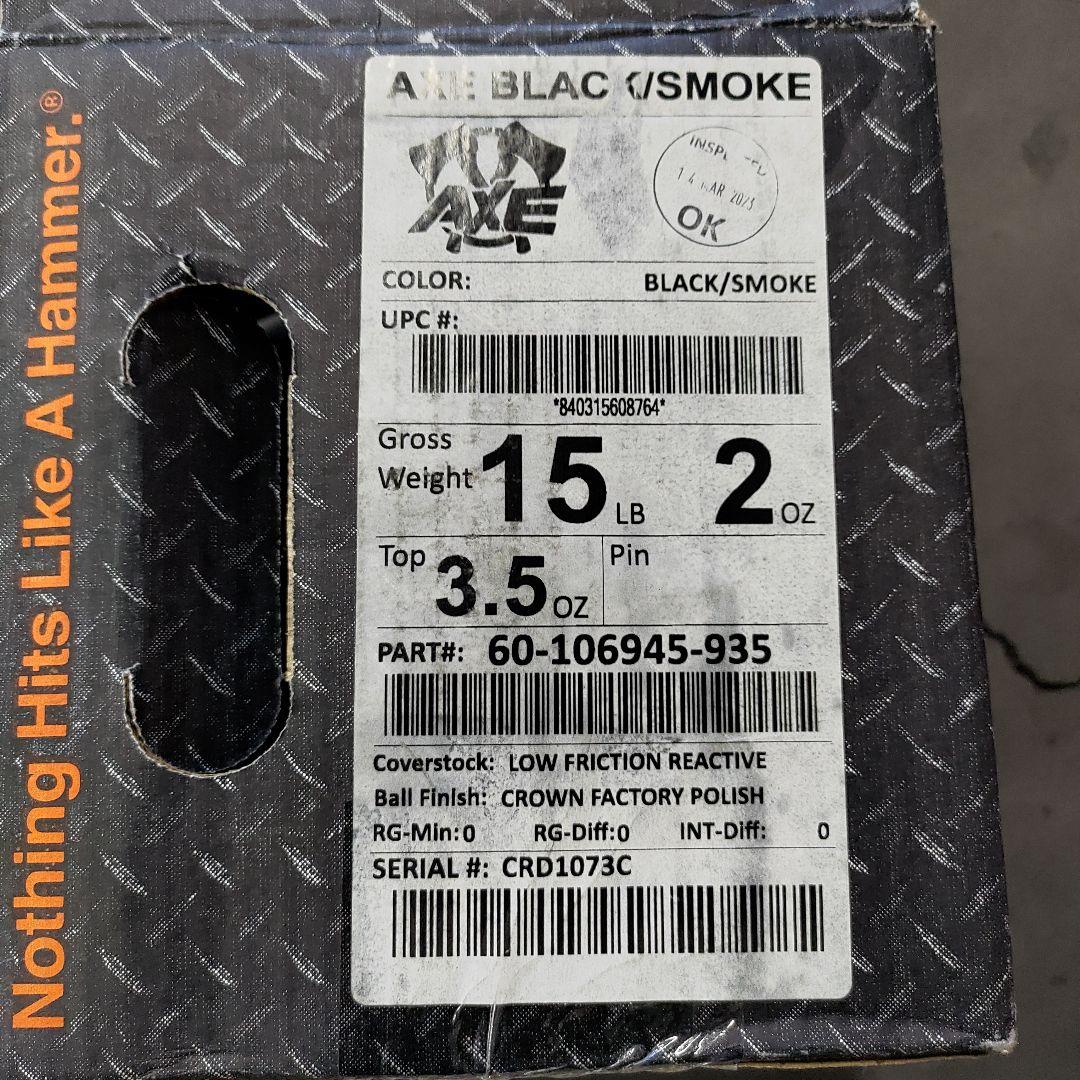 Nothing Hits Like A Hammer.®
AXE BLACK/SMOKE
AXE
INSPECTED
14 MAR 2023
OK
COLOR: BLACK/SMOKE
UPC #:
*840315608764*
Gross Weight 15 LB 2 OZ
Top 3.5 OZ Pin
PART#: 60-106945-935
Coverstock: LOW FRICTION REACTIVE
Ball Finish: CROWN FACTORY POLISH
RG-Min: 0 RG-Diff: 0 INT-Diff: 0
SERIAL #: CRD1073C